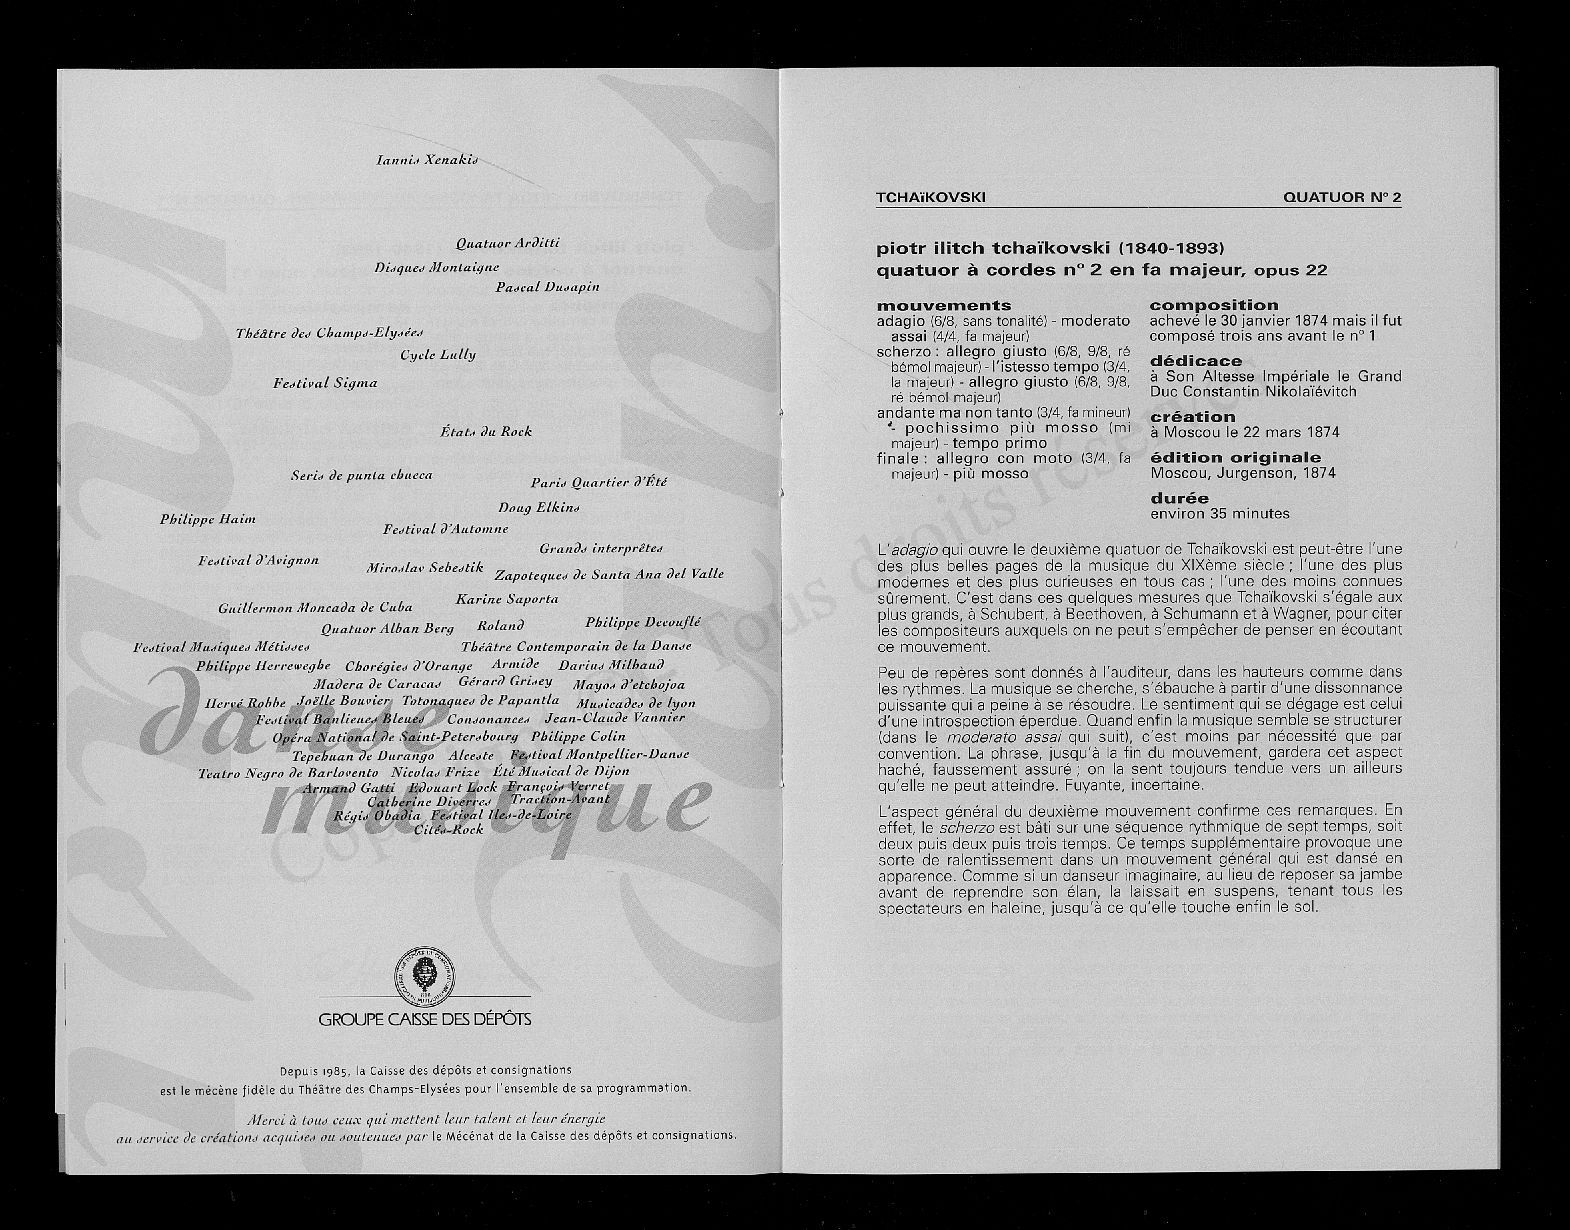 Iannis Xenakis
Quatuor Arditti
Disques Montaigne
Pascal Dusapin
Théâtre des Champs-Elysées
Cycle Lully
Festival Sigma
États du Rock
Seris de punta chueca
Paris Quartier d'Été
Doug Elkins
Philippe Haim
Festival d'Automne
Grands interprêtes
Festival d'Avignon
Miroslav Sebestik
Zapoteques de Santa Ana del Valle
Karine Saporta
Guillermon Moncada de Cuba
Quatuor Alban Berg Roland Philippe Decouflé
Festival Musiques Métisses Théâtre Contemporain de la Danse
Philippe Herreweghe Chorégies d'Orange Armide Darius Milhaud
Madera de Caracas Gérard Grisey Mayos d'etchojoa
Hervé Robbe Joëlle Bouvier Totonaques de Papantla Musicades de lyon
Festival Banlieues Bleues Consonances Jean-Claude Vannier
Opéra National de Saint-Petersbourg Philippe Colin
Tepehuan de Durango Alceste Festival Montpellier-Danse
Teatro Negro de Barlovento Nicolas Frize Été Musical de Dijon
Armand Gatti Edouart Lock François Verret
Catherine Diverres Traction-Avant
Régis Obadia Festival Iles-de-Loire
Cités-Rock
danse
musique
GROUPE CAISSE DES DÉPÔTS
Depuis 1985, la Caisse des dépôts et consignations
est le mécène fidèle du Théâtre des Champs-Elysées pour l'ensemble de sa programmation.
Merci à tous ceux qui mettent leur talent et leur énergie
au service de créations acquises ou soutenues par le Mécénat de la Caisse des dépôts et consignations.
TCHAïKOVSKI QUATUOR N° 2
piotr ilitch tchaïkovski (1840-1893)
quatuor à cordes n° 2 en fa majeur, opus 22
mouvements
adagio (6/8, sans tonalité) - moderato
assai (4/4, fa majeur)
scherzo : allegro giusto (6/8, 9/8, ré
bémol majeur) - l'istesso tempo (3/4,
la majeur) - allegro giusto (6/8, 9/8,
ré bémol majeur)
andante ma non tanto (3/4, fa mineur)
- pochissimo più mosso (mi
majeur) - tempo primo
finale : allegro con moto (3/4, fa
majeur) - più mosso
composition
achevé le 30 janvier 1874 mais il fut
composé trois ans avant le n° 1
dédicace
à Son Altesse Impériale le Grand
Duc Constantin Nikolaïévitch
création
à Moscou le 22 mars 1874
édition originale
Moscou, Jurgenson, 1874
durée
environ 35 minutes
L'adagio qui ouvre le deuxième quatuor de Tchaïkovski est peut-être l'une
des plus belles pages de la musique du XIXème siècle ; l'une des plus
modernes et des plus curieuses en tous cas ; l'une des moins connues
sûrement. C'est dans ces quelques mesures que Tchaïkovski s'égale aux
plus grands, à Schubert, à Beethoven, à Schumann et à Wagner, pour citer
les compositeurs auxquels on ne peut s'empêcher de penser en écoutant
ce mouvement.
Peu de repères sont donnés à l'auditeur, dans les hauteurs comme dans
les rythmes. La musique se cherche, s'ébauche à partir d'une dissonance
puissante qui a peine à se résoudre. Le sentiment qui se dégage est celui
d'une introspection éperdue. Quand enfin la musique semble se structurer
(dans le moderato assai qui suit), c'est moins par nécessité que par
convention. La phrase, jusqu'à la fin du mouvement, gardera cet aspect
haché, faussement assuré ; on la sent toujours tendue vers un ailleurs
qu'elle ne peut atteindre. Fuyante, incertaine.
L'aspect général du deuxième mouvement confirme ces remarques. En
effet, le scherzo est bâti sur une séquence rythmique de sept temps, soit
deux puis deux puis trois temps. Ce temps supplémentaire provoque une
sorte de ralentissement dans un mouvement général qui est dansé en
apparence. Comme si un danseur imaginaire, au lieu de reposer sa jambe
avant de reprendre son élan, la laissait en suspens, tenant tous les
spectateurs en haleine, jusqu'à ce qu'elle touche enfin le sol.
Tous droits réservés